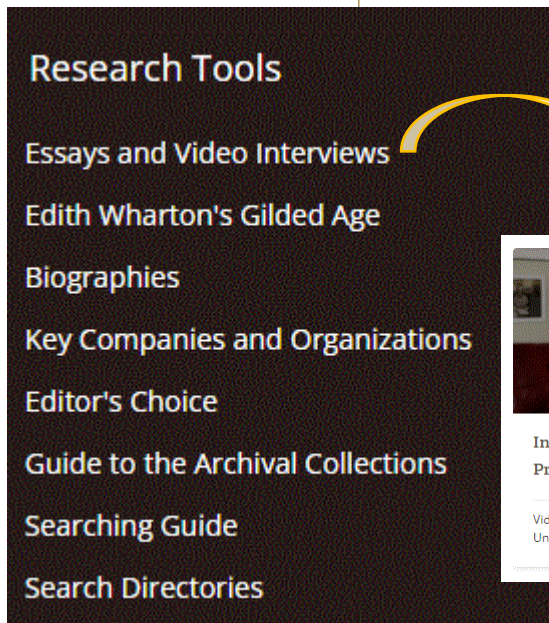 Research Tools
Essays and Video Interviews
Edith Wharton's Gilded Age
Biographies
Key Companies and Organizations
Editor's Choice
Guide to the Archival Collections
Searching Guide
Search Directories